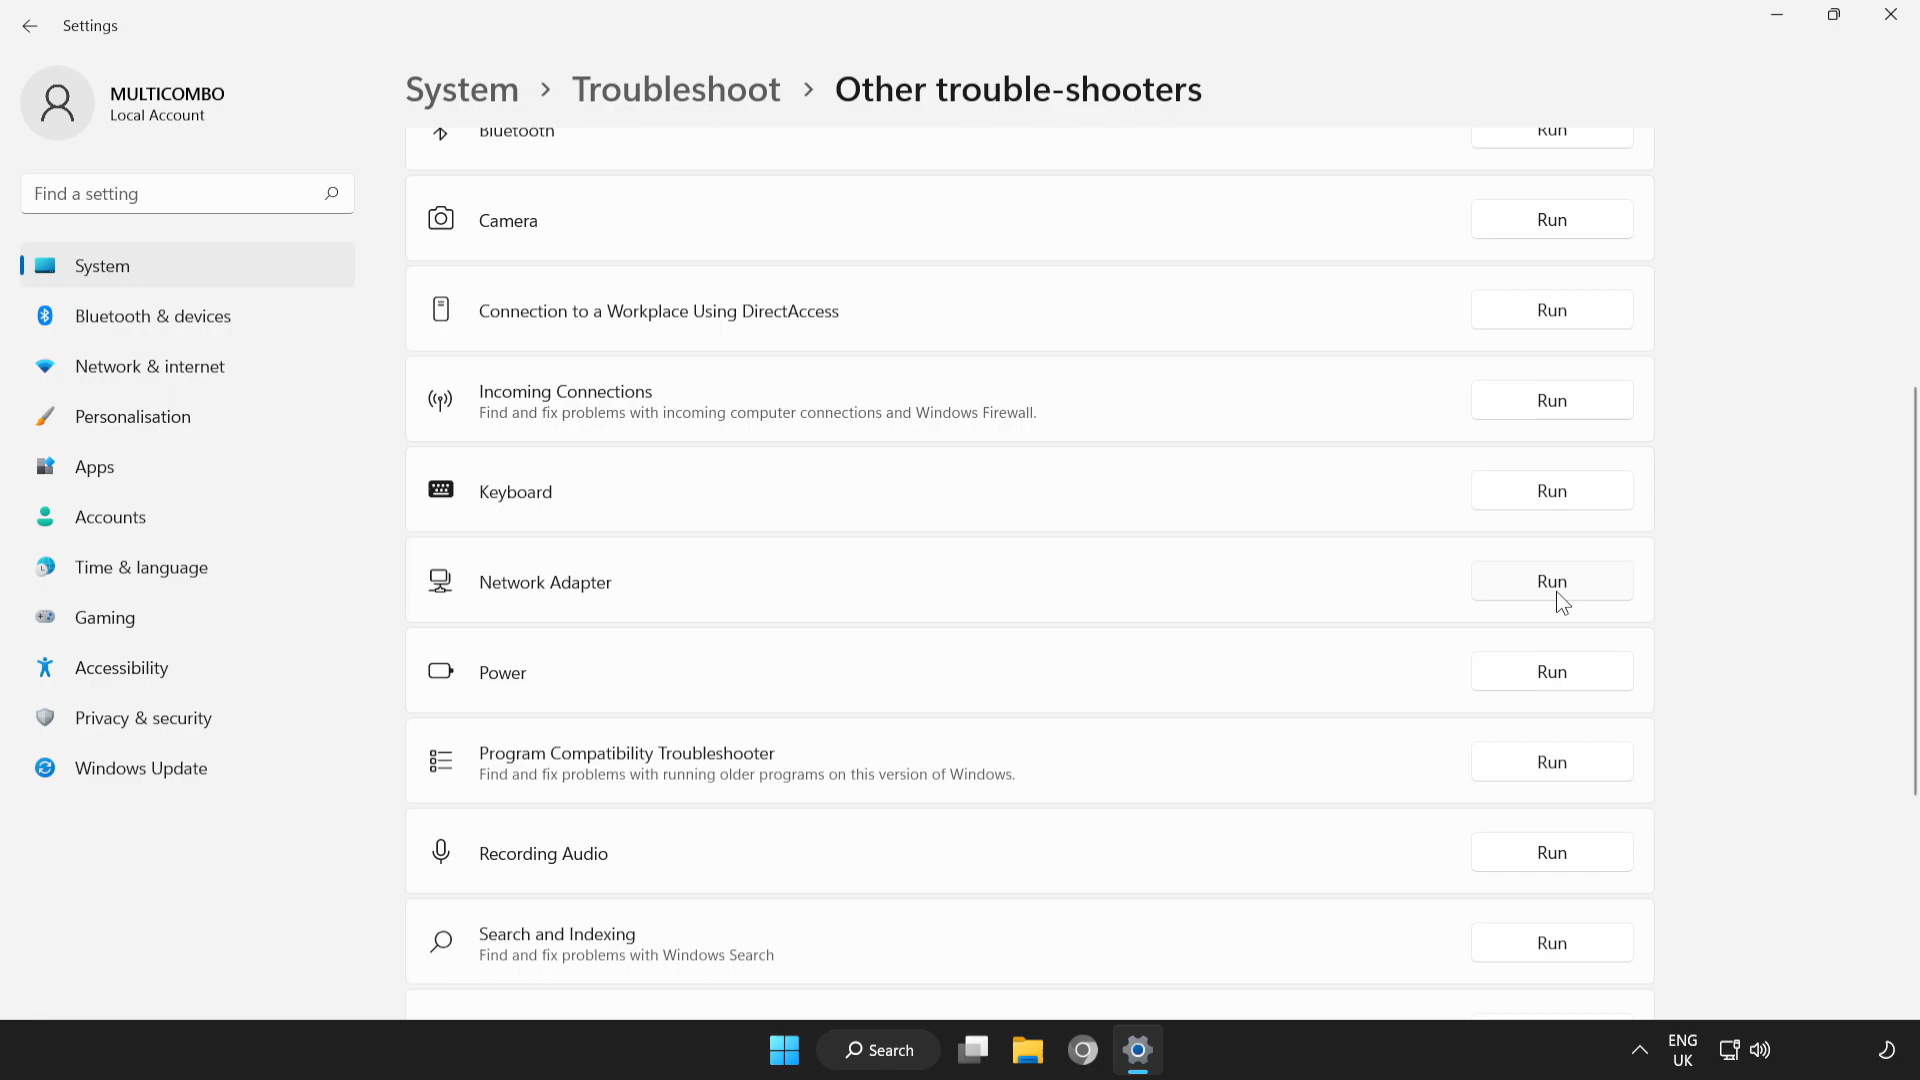 Settings
MULTICOMBO
Local Account
Find a setting
System
Bluetooth & devices
Network & internet
Personalisation
Apps
Accounts
Time & language
Gaming
Accessibility
Privacy & security
Windows Update
System > Troubleshoot > Other trouble-shooters
Bluetooth
Run
Camera
Run
Connection to a Workplace Using DirectAccess
Run
Incoming Connections
Find and fix problems with incoming computer connections and Windows Firewall.
Run
Keyboard
Run
Network Adapter
Run
Power
Run
Program Compatibility Troubleshooter
Find and fix problems with running older programs on this version of Windows.
Run
Recording Audio
Run
Search and Indexing
Find and fix problems with Windows Search
Run
Search
ENG
UK